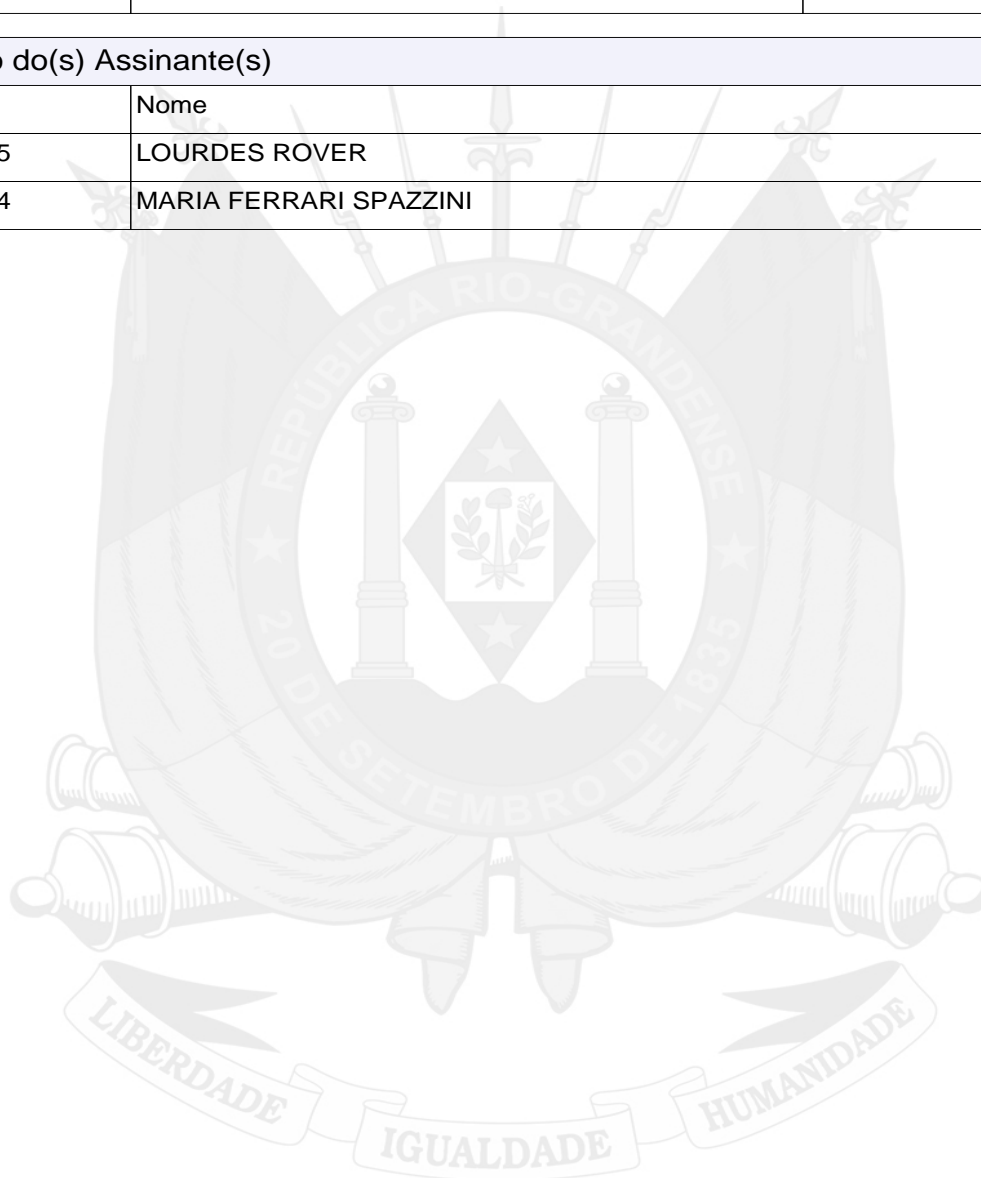 o do(s) Assinante(s)
Nome
5 LOURDES ROVER
4 MARIA FERRARI SPAZZINI
REPÚBLICA RIO-GRANDENSE
20 DE SETEMBRO DE 1835
LIBERDADE IGUALDADE HUMANIDADE